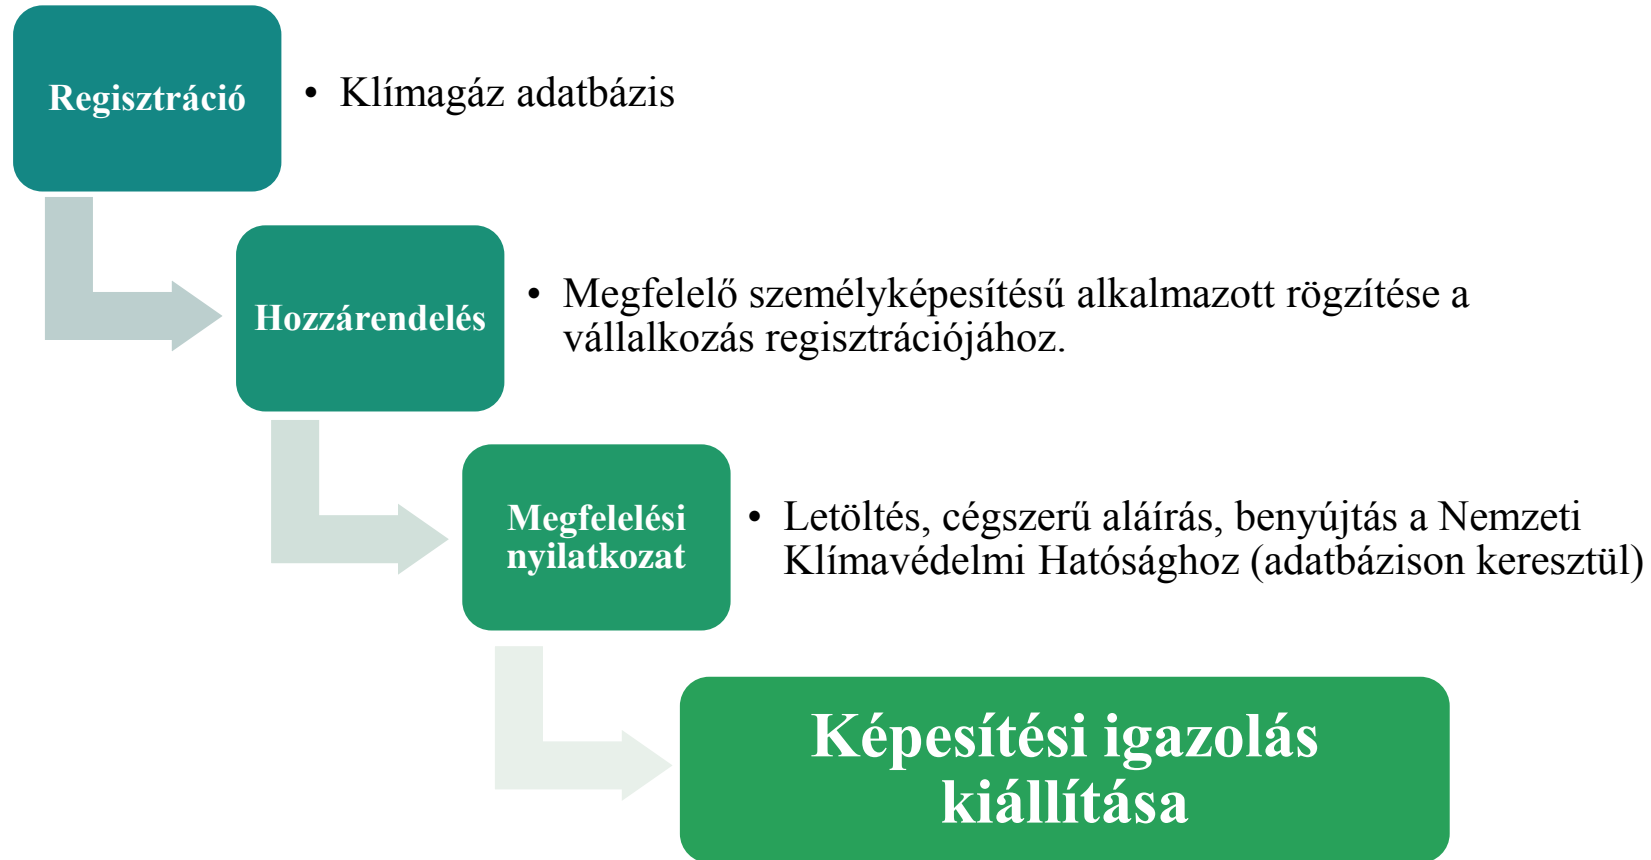 Regisztráció
• Klímagáz adatbázis
Hozzárendelés
• Megfelelő személyképesítésű alkalmazott rögzítése a
vállalkozás regisztrációjához.
Megfelelési
nyilatkozat
• Letöltés, cégszerű aláírás, benyújtás a Nemzeti
Klímavédelmi Hatósághoz (adatbázison keresztül)
Képesítési igazolás
kiállítása